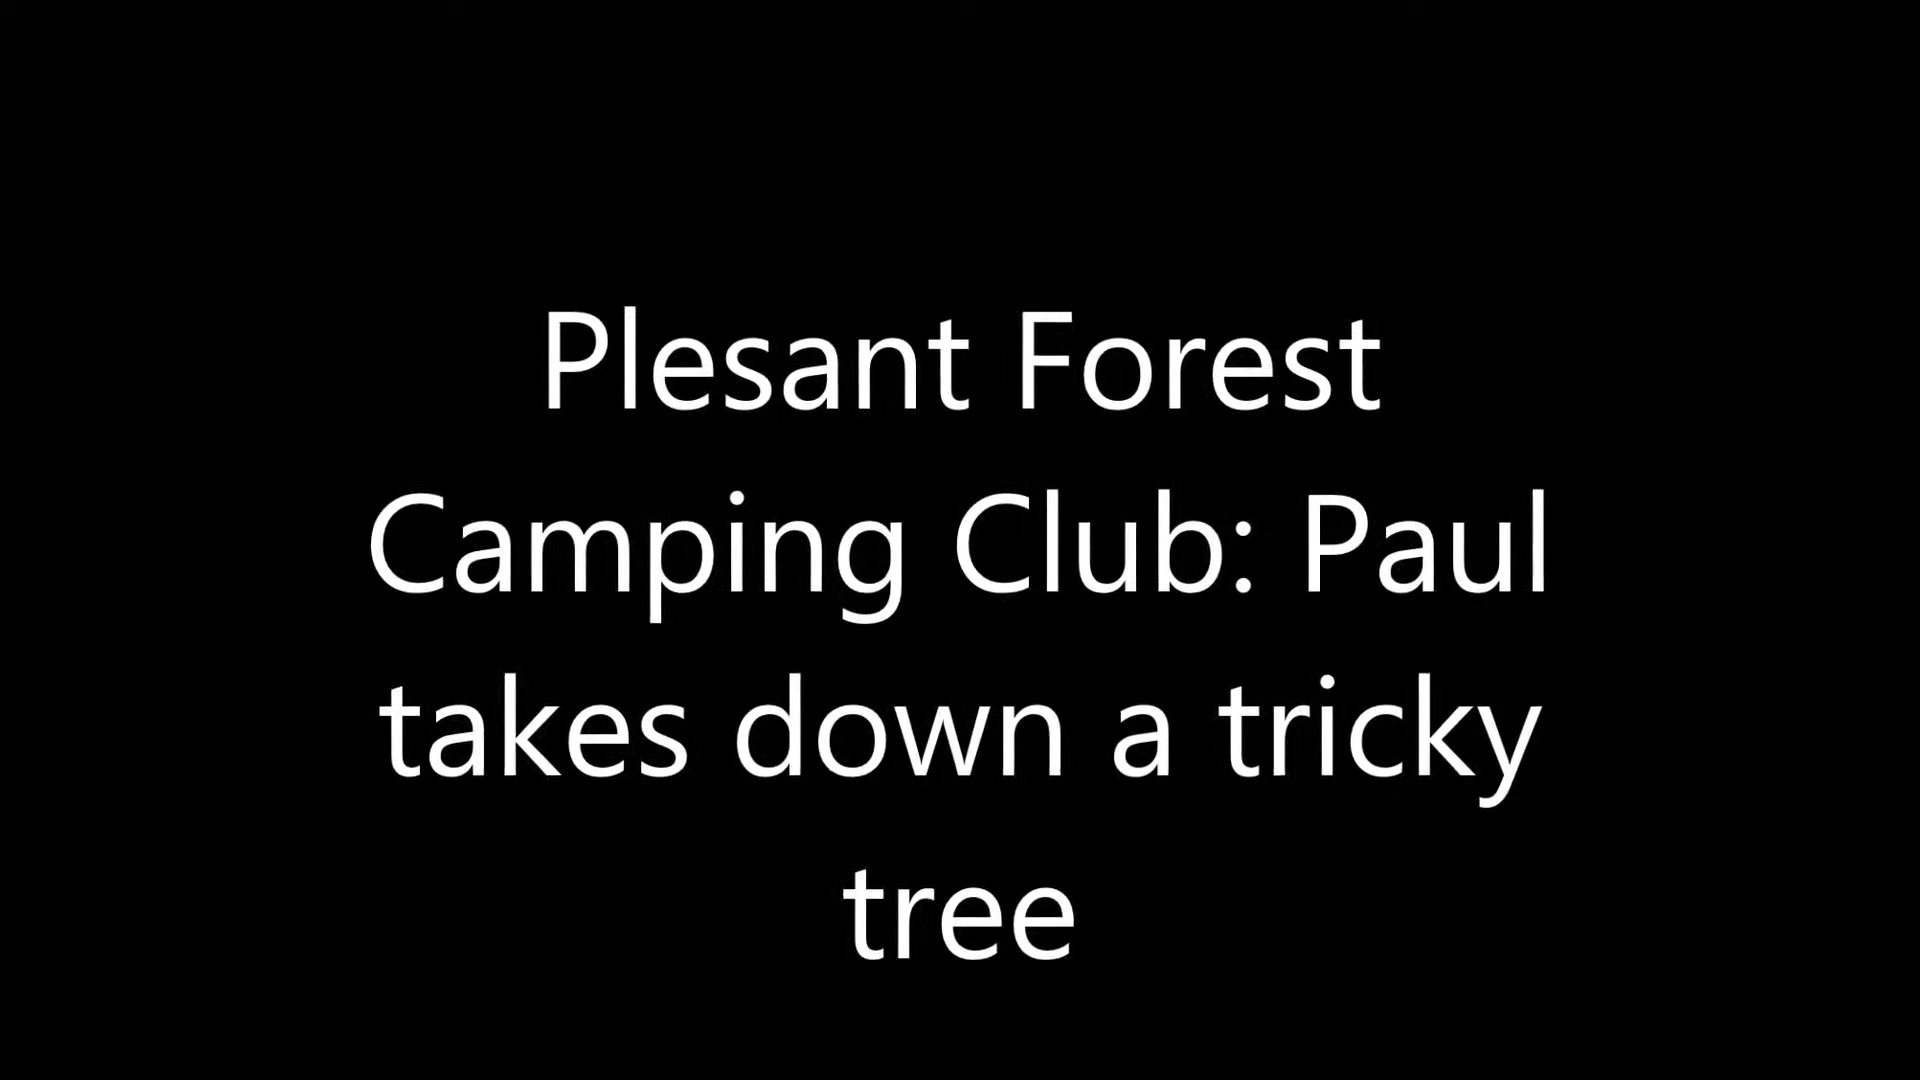 Plesant Forest
Camping Club: Paul
takes down a tricky
tree